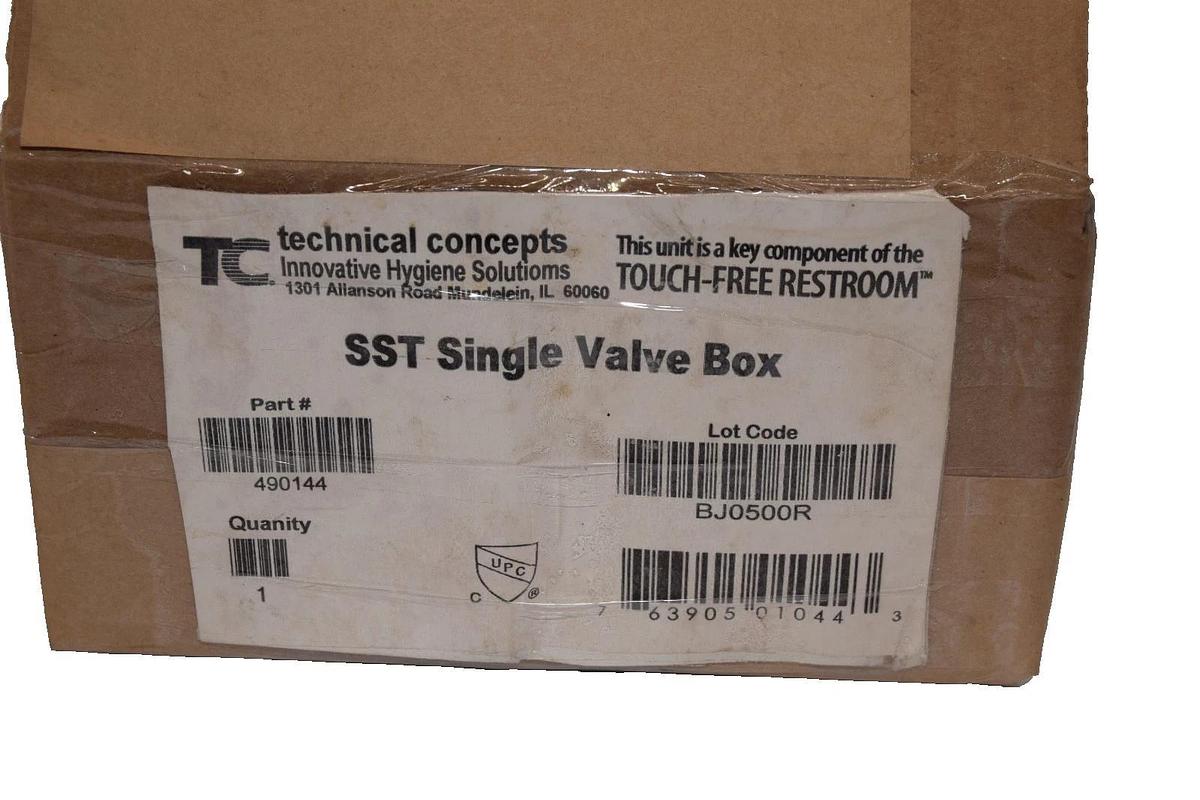 TC technical concepts
Innovative Hygiene Solutioms
1301 Allanson Road Mundelein, IL 60060
This unit is a key component of the
TOUCH-FREE RESTROOM™
SST Single Valve Box
Part #
490144
Lot Code
BJ0500R
Quanity
1
C UPC ®
7 63905 01044 3